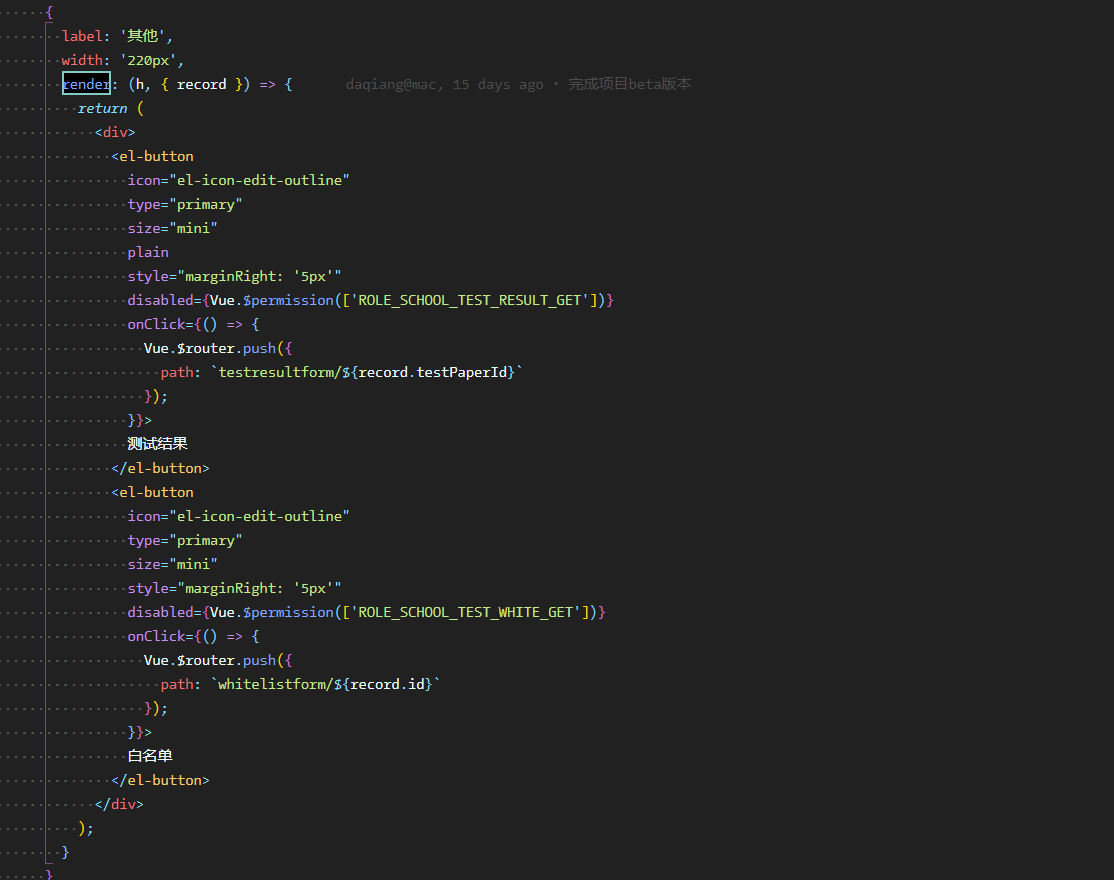 {
label: '其他',
width: '220px',
render: (h, { record }) => { daqiang@mac, 15 days ago • 完成项目beta版本
return (
<div>
<el-button
icon="el-icon-edit-outline"
type="primary"
size="mini"
plain
style="marginRight: '5px'"
disabled={Vue.$permission(['ROLE_SCHOOL_TEST_RESULT_GET'])}
onClick={() => {
Vue.$router.push({
path: `testresultform/${record.testPaperId}`
});
}}>
测试结果
</el-button>
<el-button
icon="el-icon-edit-outline"
type="primary"
size="mini"
style="marginRight: '5px'"
disabled={Vue.$permission(['ROLE_SCHOOL_TEST_WHITE_GET'])}
onClick={() => {
Vue.$router.push({
path: `whitelistform/${record.id}`
});
}}>
白名单
</el-button>
</div>
);
}
}